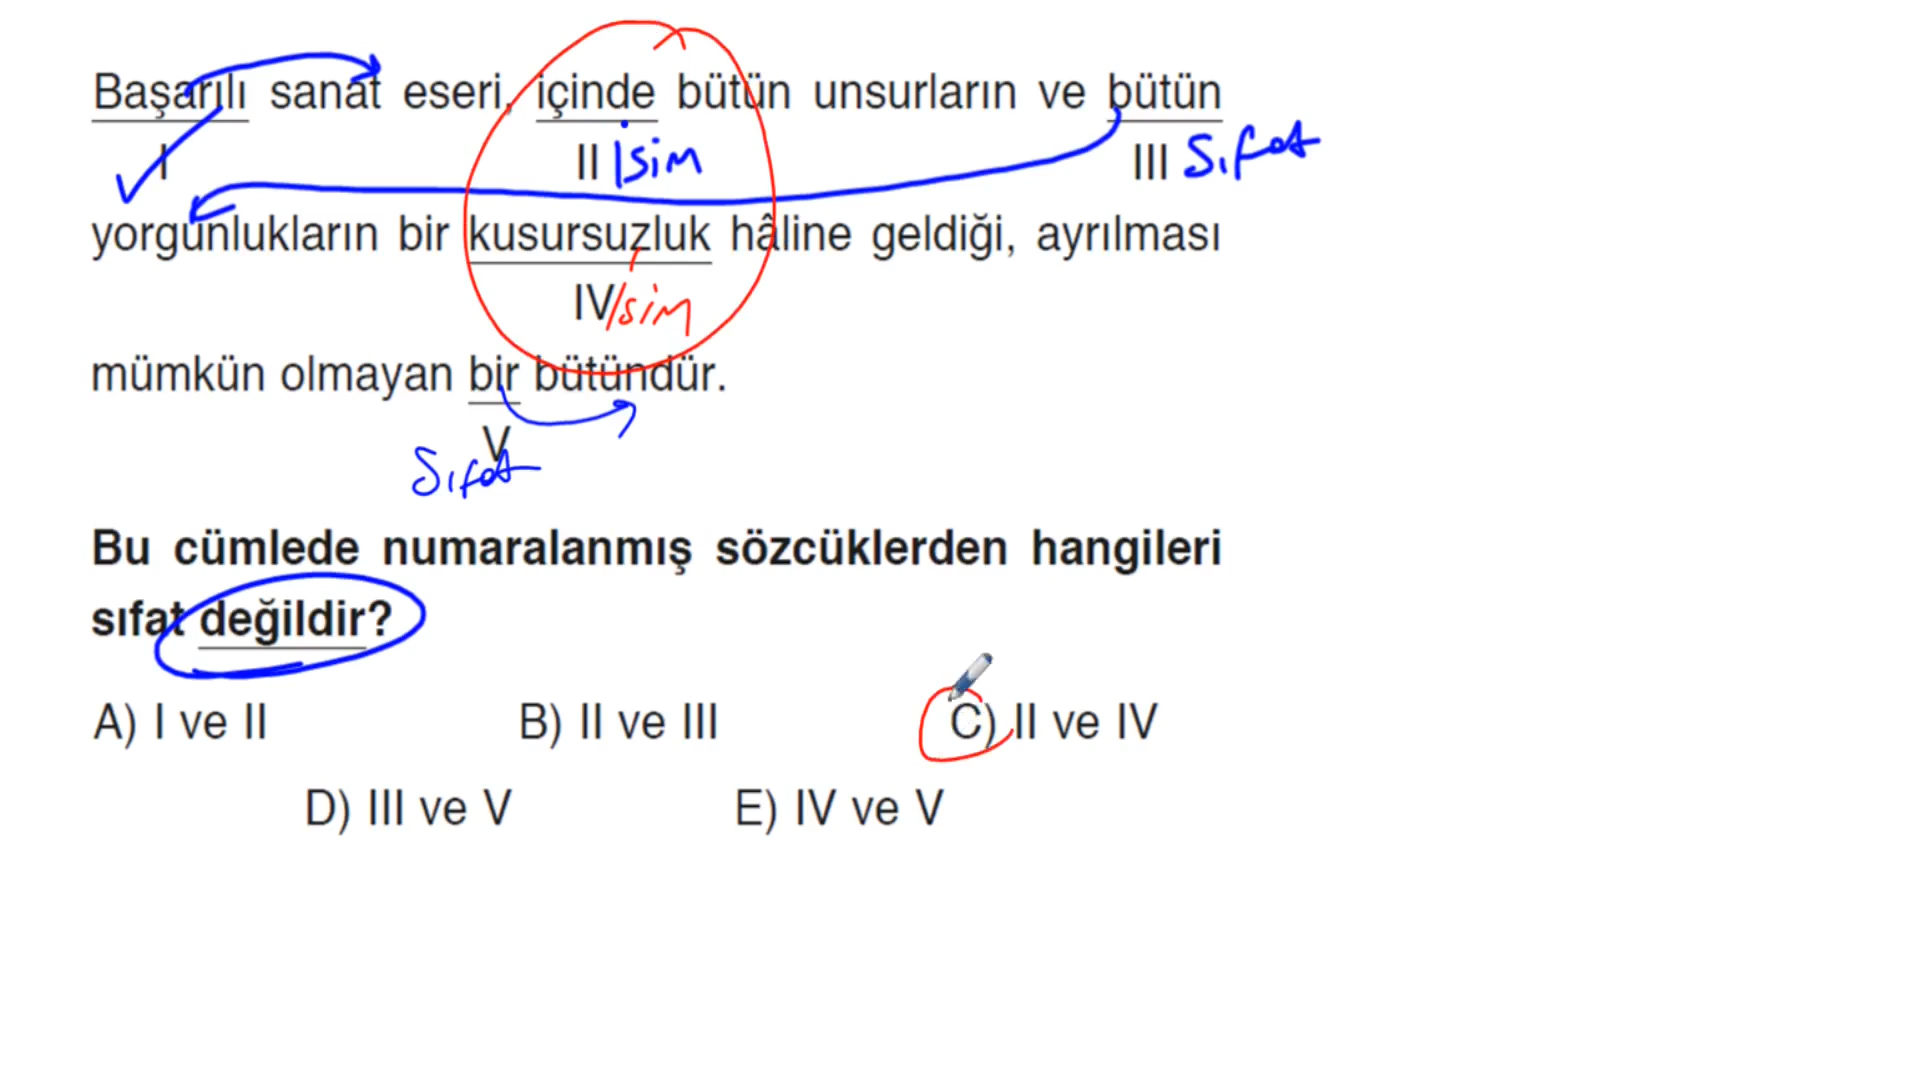 Başarılı sanat eseri, içinde bütün unsurların ve bütün
I II İsim III Sıfat
yorgunlukların bir kusursuzluk hâline geldiği, ayrılması
IV isim
mümkün olmayan bir bütündür.
V
Sıfat
Bu cümlede numaralanmış sözcüklerden hangileri
sıfat değildir?
A) I ve II B) II ve III C) II ve IV
D) III ve V E) IV ve V